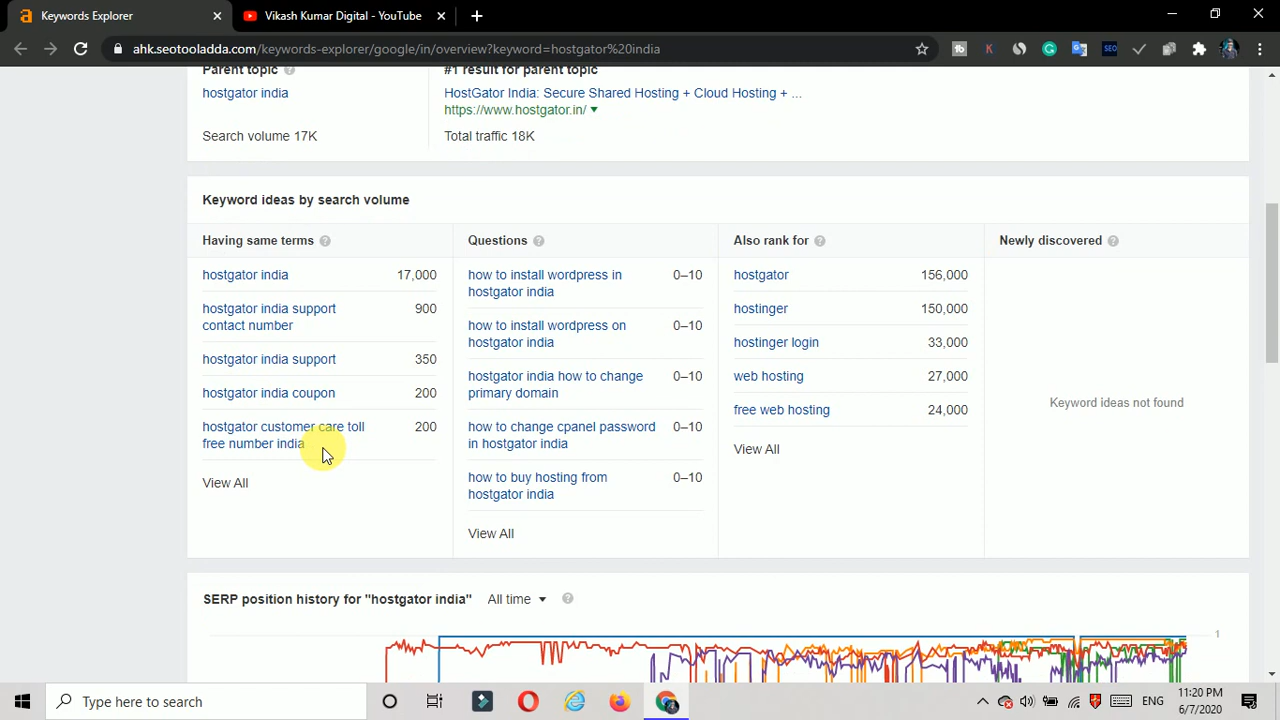 Keywords Explorer
Vikash Kumar Digital - YouTube
ahk.seotooladda.com/keywords-explorer/google/in/overview?keyword=hostgator%20india
Parent topic
#1 result for parent topic
hostgator india
HostGator India: Secure Shared Hosting + Cloud Hosting + ...
https://www.hostgator.in/
Search volume 17K
Total traffic 18K
Keyword ideas by search volume
Having same terms
hostgator india 17,000
hostgator india support
contact number 900
hostgator india support 350
hostgator india coupon 200
hostgator customer care toll
free number india 200
View All
Questions
how to install wordpress in
hostgator india 0–10
how to install wordpress on
hostgator india 0–10
hostgator india how to change
primary domain 0–10
how to change cpanel password
in hostgator india 0–10
how to buy hosting from
hostgator india 0–10
View All
Also rank for
hostgator 156,000
hostinger 150,000
hostinger login 33,000
web hosting 27,000
free web hosting 24,000
View All
Newly discovered
Keyword ideas not found
SERP position history for "hostgator india" All time
1
Type here to search
ENG
11:20 PM
6/7/2020